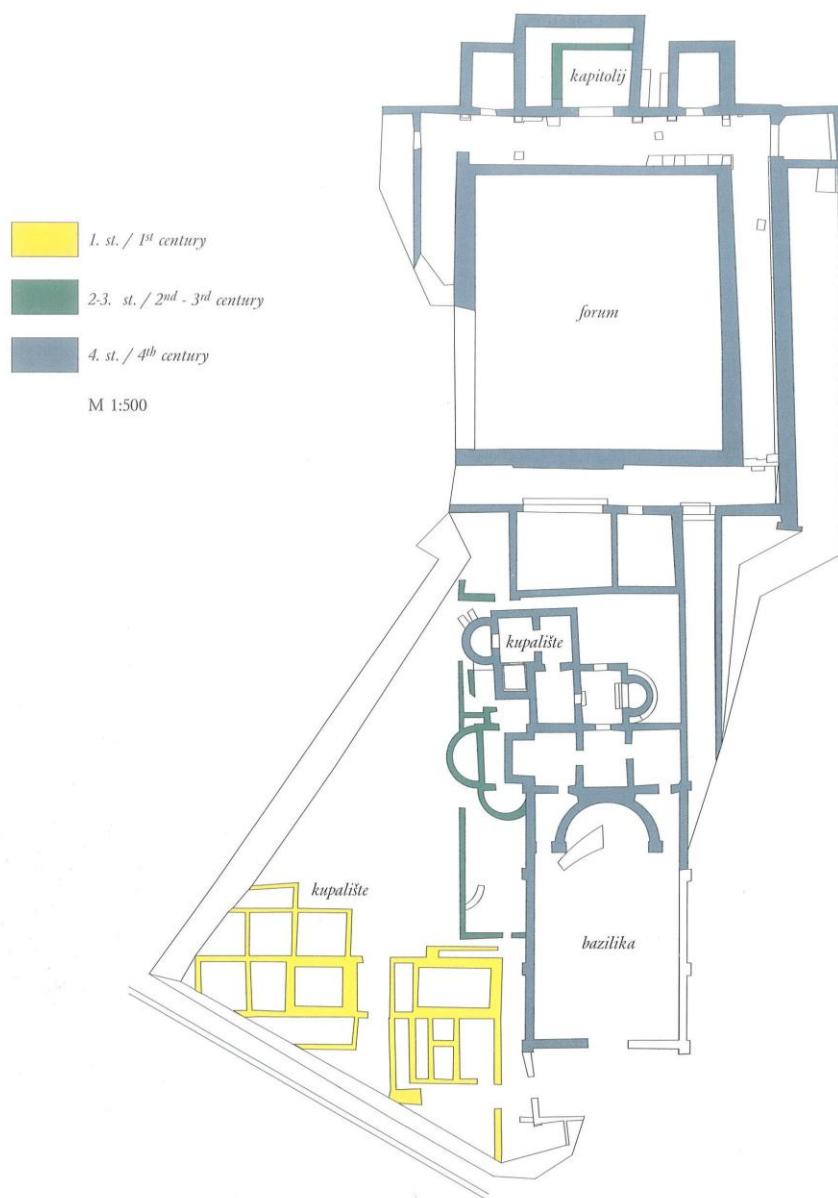 kapitolij
1. st. / 1st century
2-3. st. / 2nd - 3rd century
forum
4. st. / 4th century
M 1:500
kupalište
kupalište
bazilika